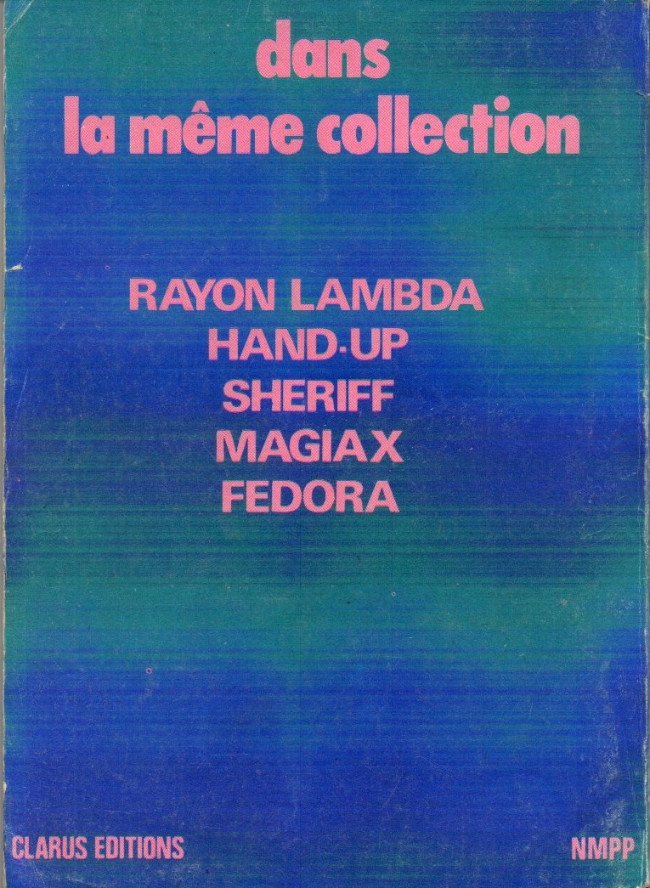 dans
la même collection
RAYON LAMBDA
HAND-UP
SHERIFF
MAGIAX
FEDORA
CLARUS EDITIONS
NMPP